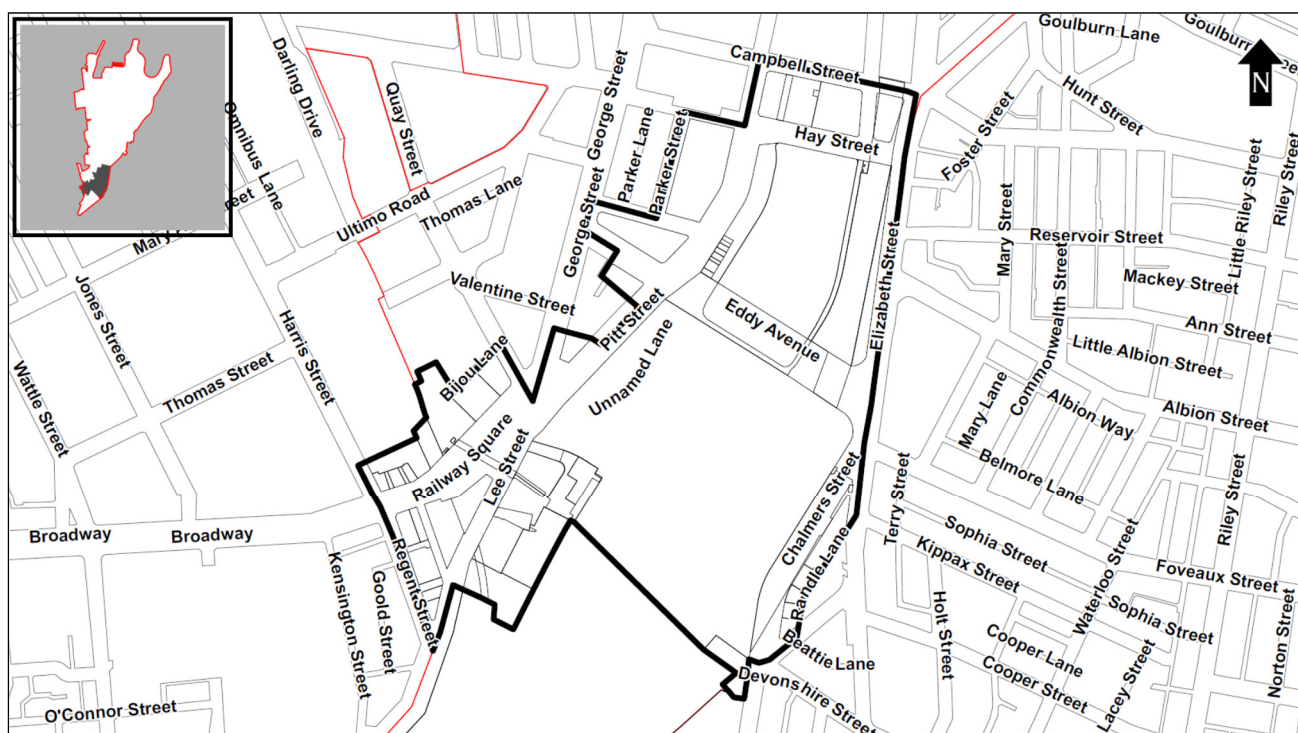 Goulburn Lane
Goulburn
Darling Drive
Campbell Street
N
George Street
Quay Street
Hunt Street
Omnibus Lane
Parker Lane
Hay Street
Foster Street
Parker Street
Little Riley Street
Riley Street
Thomas Lane
Ultimo Road
Mary
George Street
Mary Street
Reservoir Street
Elizabeth Street
Mackey Street
Jones Street
Valentine Street
Commonwealth Street
Harris Street
Pitt Street
Eddy Avenue
Ann Street
Little Albion Street
Bijou Lane
Unnamed Lane
Wattle Street
Thomas Street
Mary Lane
Albion Way
Albion Street
Railway Square
Lee Street
Belmore Lane
Chalmers Street
Terry Street
Riley Street
Broadway
Broadway
Sophia Street
Regent Street
Kensington Street
Goold Street
Randle Lane
Kippax Street
Waterloo Street
Foveaux Street
Sophia Street
Holt Street
Beattie Lane
Cooper Lane
Norton Street
Devonshire Street
Cooper Street
Lacey Street
O'Connor Street